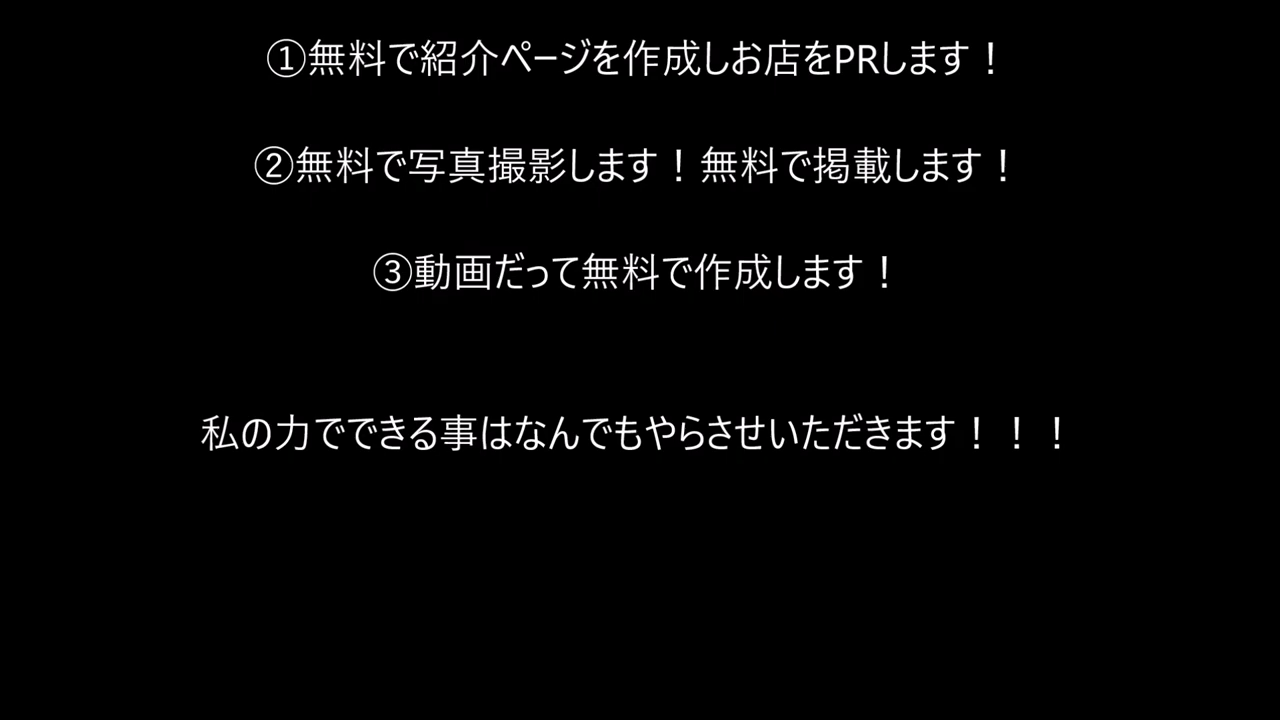 ①無料で紹介ページを作成しお店をPRします！
②無料で写真撮影します！無料で掲載します！
③動画だって無料で作成します！
私の力でできる事はなんでもやらさせいただきます！！！